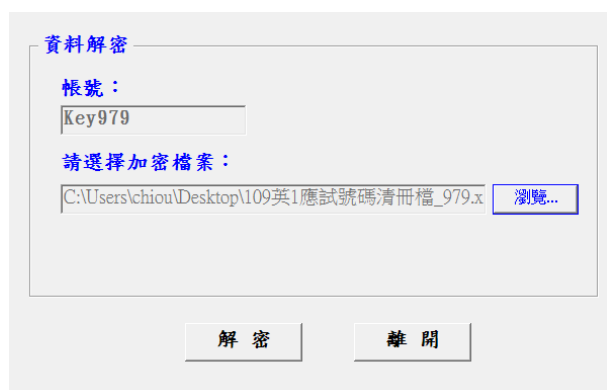 資料解密
帳號：
Key979
請選擇加密檔案：
C:\Users\chiou\Desktop\109英1應試號碼清冊檔_979.x
瀏覽...
解 密
離 開